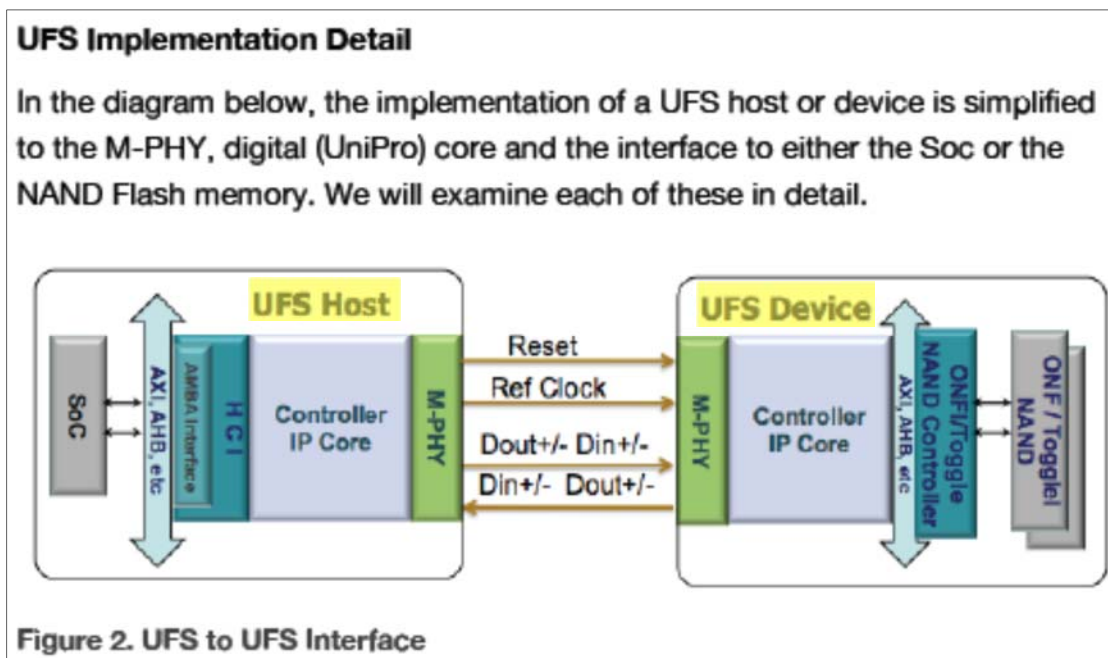 UFS Implementation Detail
In the diagram below, the implementation of a UFS host or device is simplified
to the M-PHY, digital (UniPro) core and the interface to either the Soc or the
NAND Flash memory. We will examine each of these in detail.
UFS Host
UFS Device
SoC
AXI, AHB, etc
AMBA Interface
HCI
Controller
IP Core
M-PHY
Reset
Ref Clock
Dout+/- Din+/-
Din+/- Dout+/-
M-PHY
Controller
IP Core
AXI, AHB, etc
ONFI/Toggle
NAND Controller
ONF / Togglel
NAND
Figure 2. UFS to UFS Interface